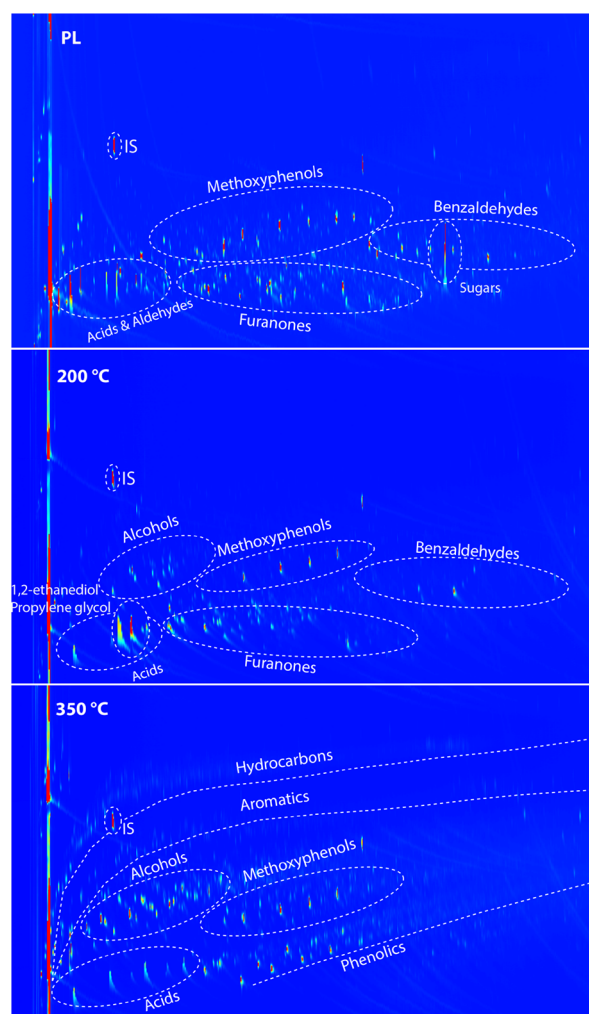 PL
IS
Methoxyphenols
Benzaldehydes
Acids & Aldehydes
Furanones
Sugars
200 °C
IS
Alcohols
Methoxyphenols
Benzaldehydes
1,2-ethanediol
Propylene glycol
Acids
Furanones
350 °C
Hydrocarbons
Aromatics
IS
Alcohols
Methoxyphenols
Phenolics
Acids